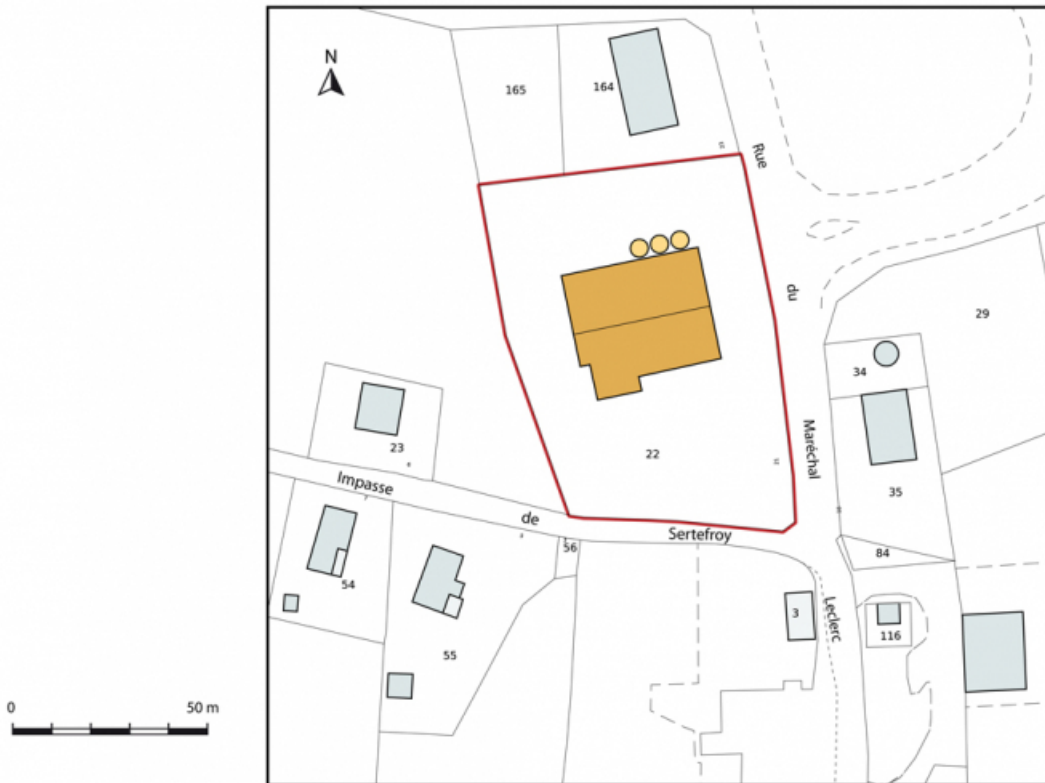 N
165
164
Rue
du
29
34
23
Maréchal
22
35
Impasse
de
Sertefroy
56
84
54
3
Leclerc
116
55
0 50 m